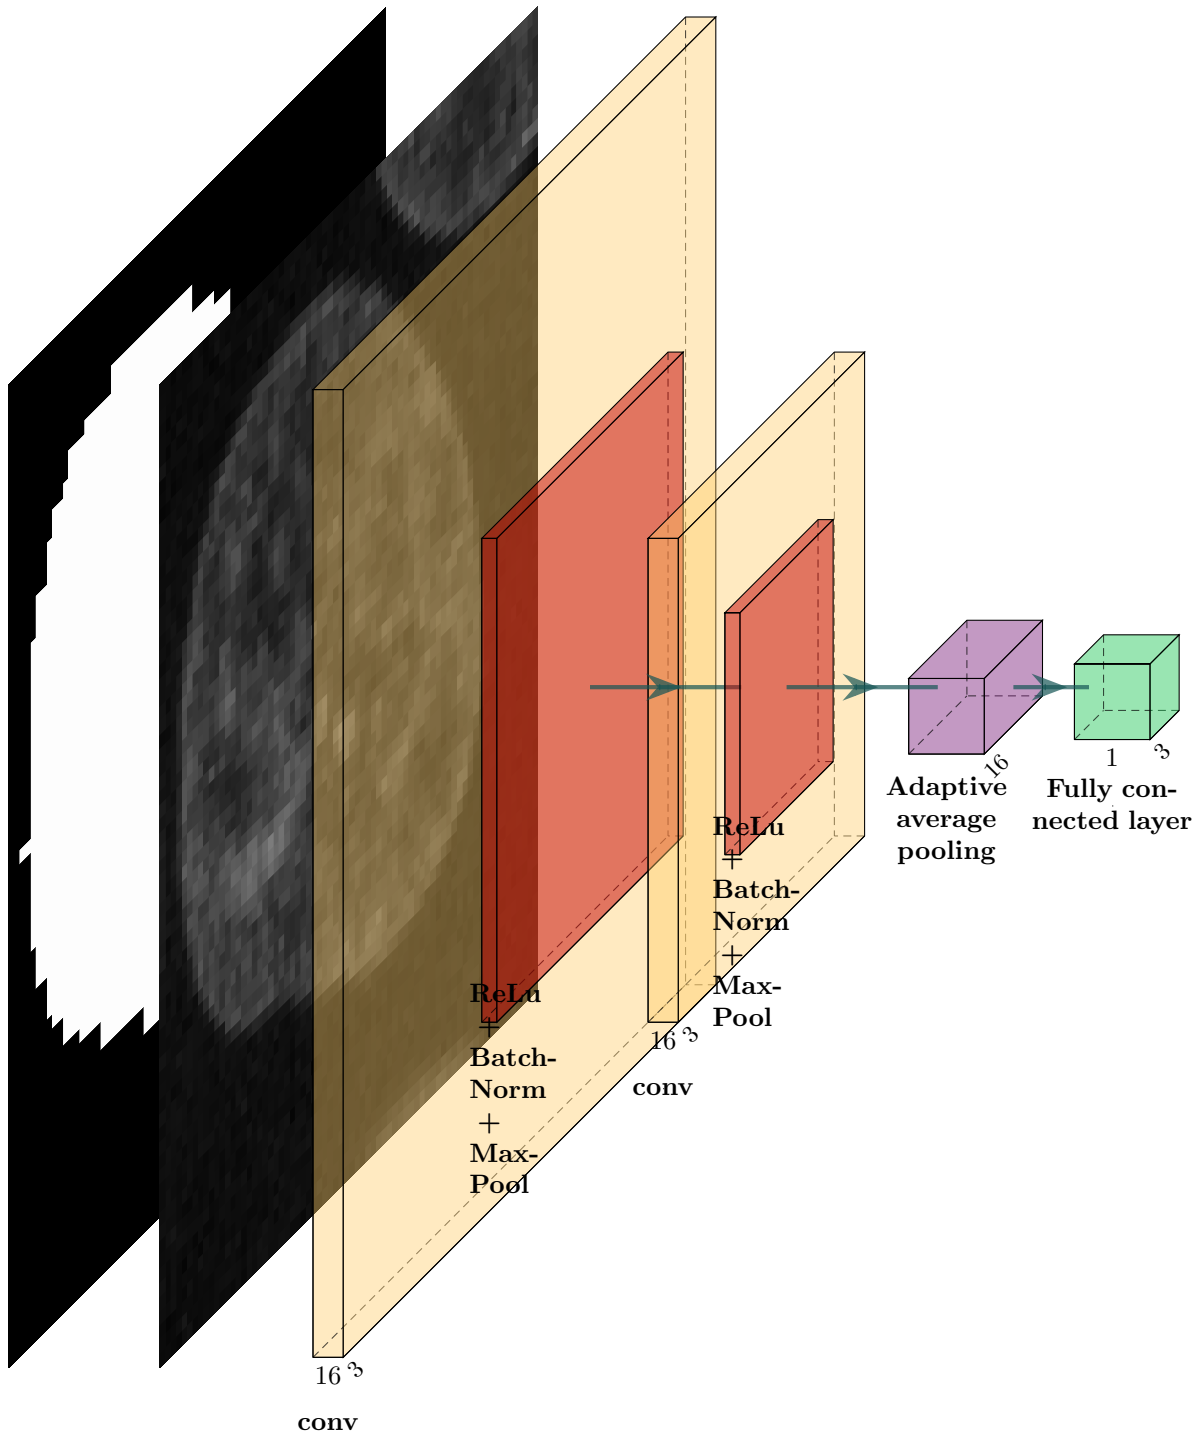 16 3
conv
ReLu
+
Batch-
Norm
+
Max-
Pool
16 3
conv
ReLu
+
Batch-
Norm
+
Max-
Pool
16
Adaptive
average
pooling
1 3
Fully con-
nected layer